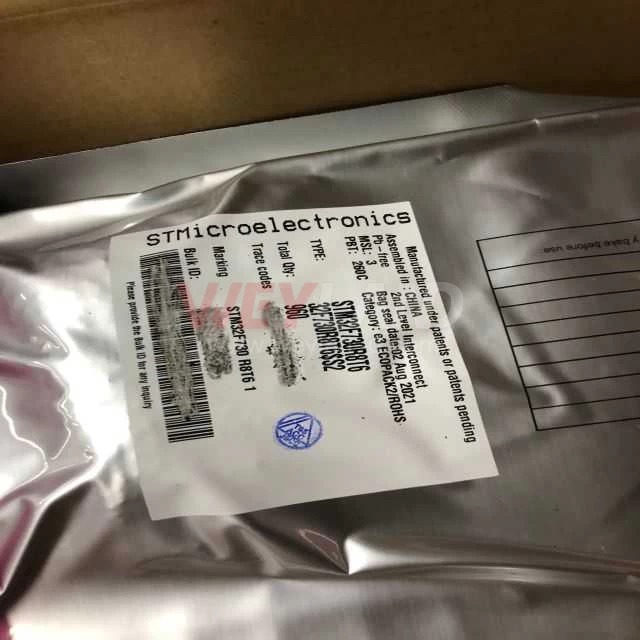 STMicroelectronics
Manufactured under patents or patents pending
Assembled in : CHINA
Pb-free 2nd Level Interconnect
MSL: 3 Bag seal date:02 Aug 2021
PBT: 260C Category: e3 ECOPACK2/ROHS
TYPE: STM32F730R8T6
32F730R8T6SS2
Total Qty: 960
Trace codes
Marking STM32F730 R8T6 1
Bulk ID:
Please provide the Bulk ID for any enquiry
bake before use